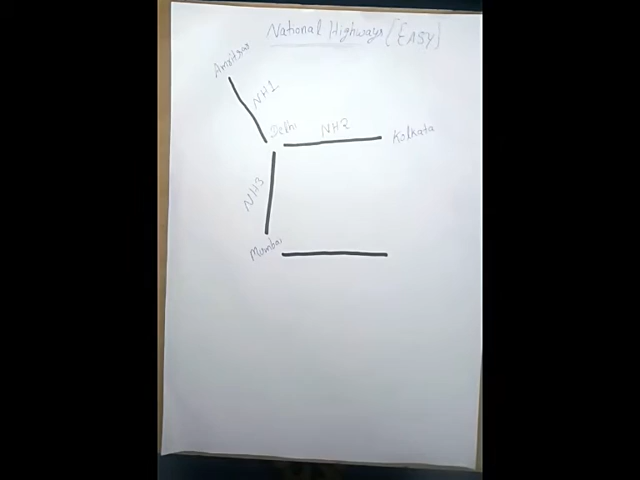 National Highways (EASY)
Amritsar
NH1
Delhi
NH2
Kolkata
NH3
Mumbai